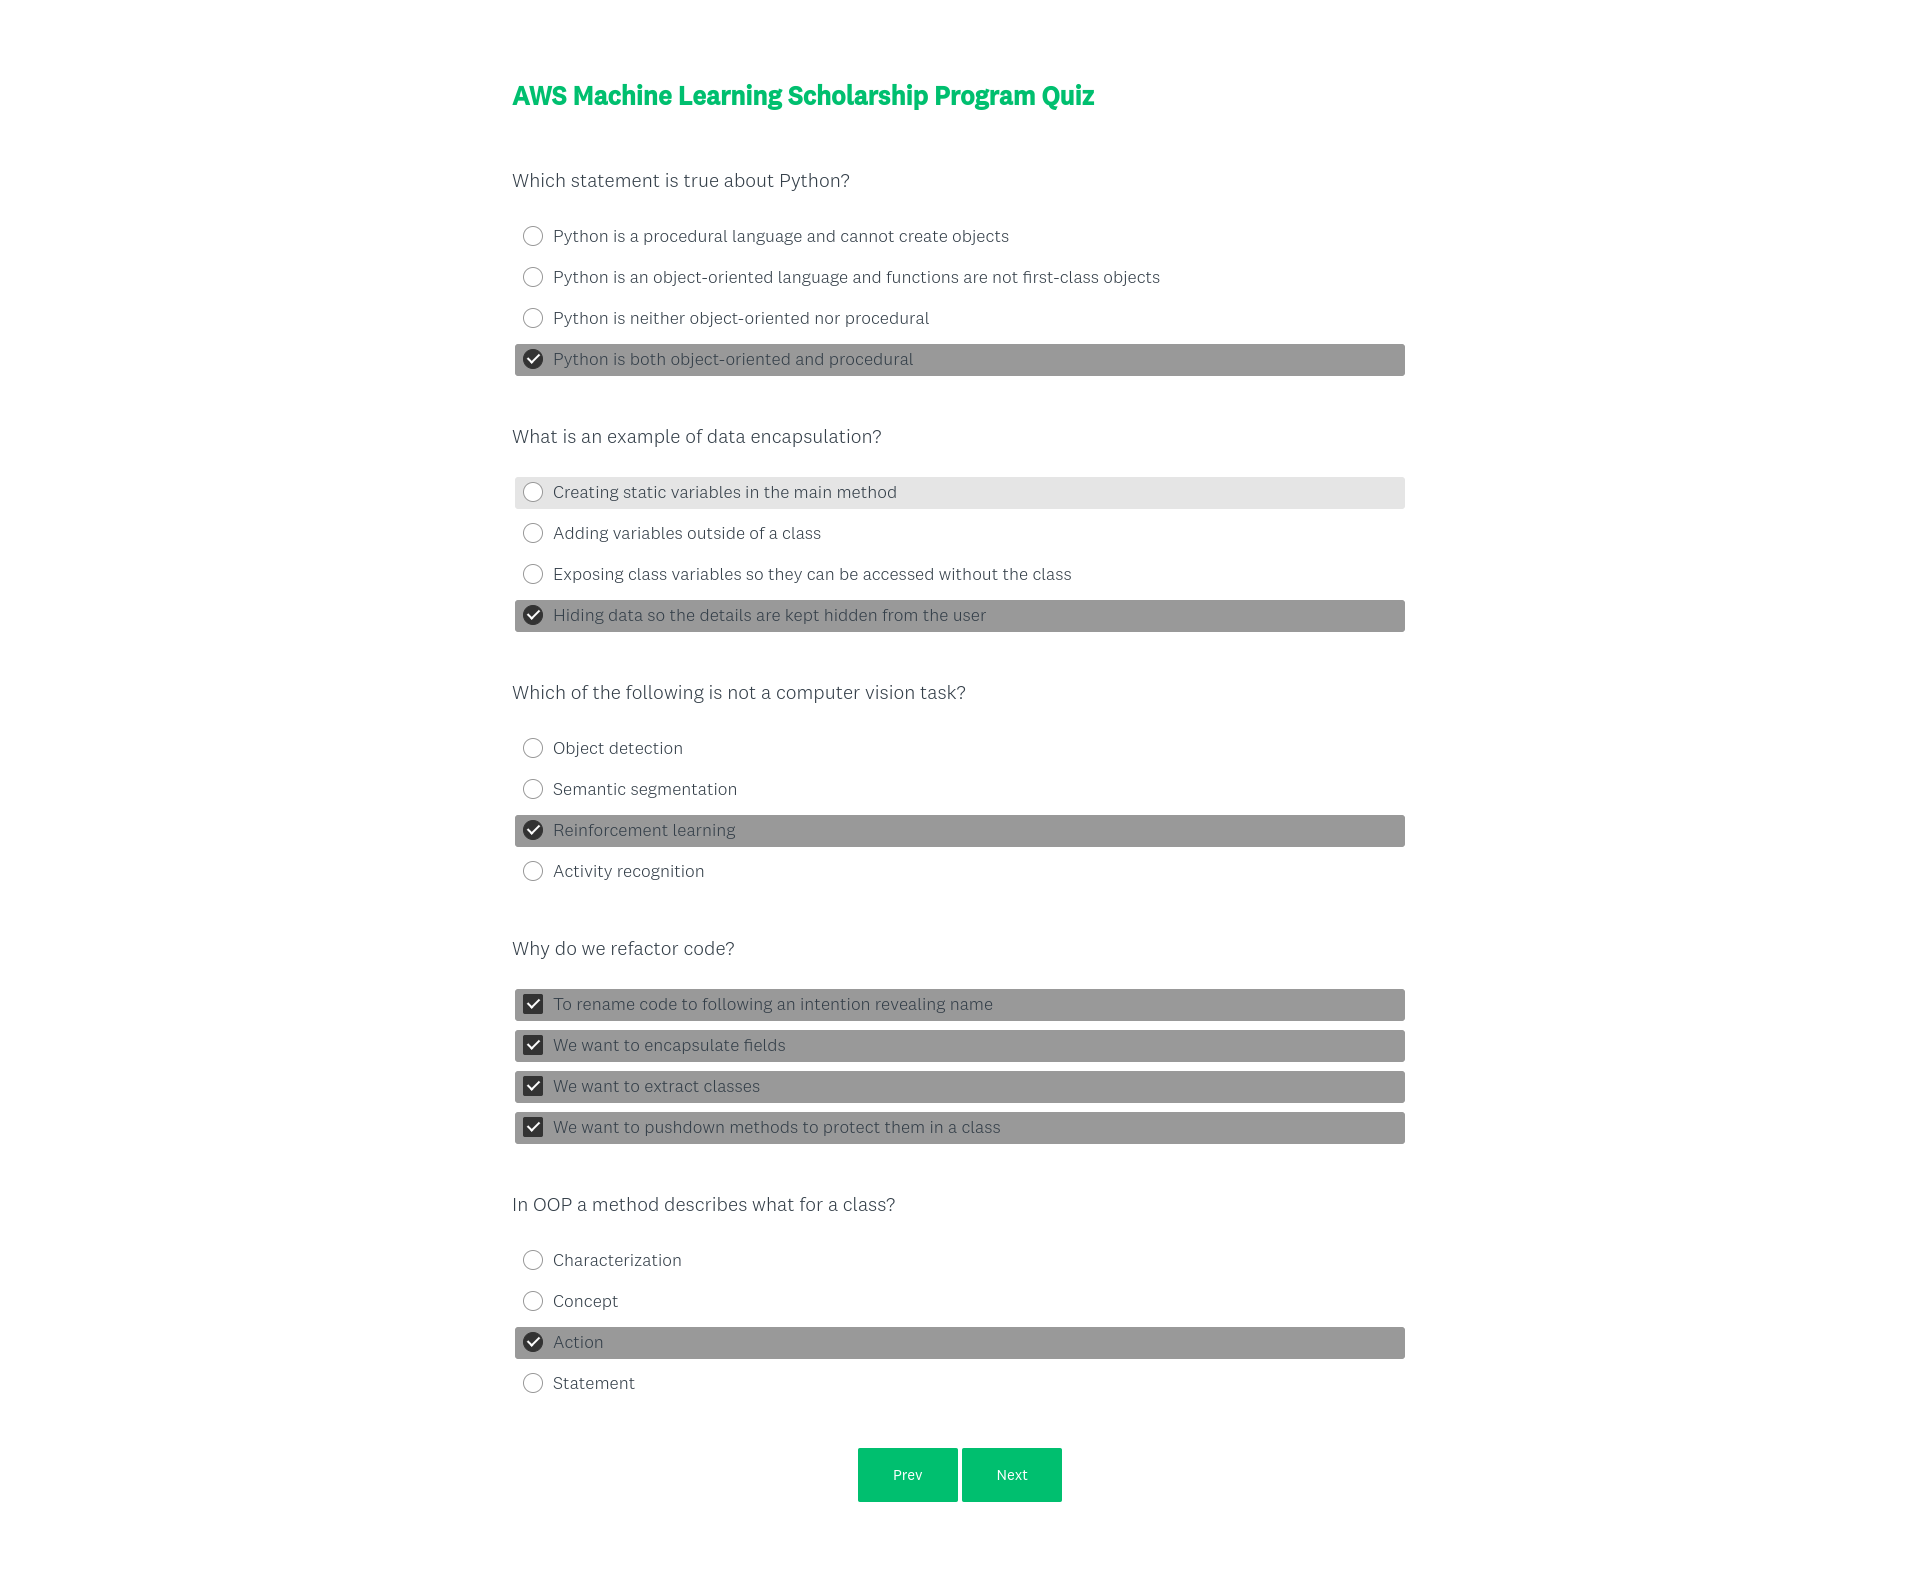 AWS Machine Learning Scholarship Program Quiz
Which statement is true about Python?
Python is a procedural language and cannot create objects
Python is an object-oriented language and functions are not first-class objects
Python is neither object-oriented nor procedural
Python is both object-oriented and procedural
What is an example of data encapsulation?
Creating static variables in the main method
Adding variables outside of a class
Exposing class variables so they can be accessed without the class
Hiding data so the details are kept hidden from the user
Which of the following is not a computer vision task?
Object detection
Semantic segmentation
Reinforcement learning
Activity recognition
Why do we refactor code?
To rename code to following an intention revealing name
We want to encapsulate fields
We want to extract classes
We want to pushdown methods to protect them in a class
In OOP a method describes what for a class?
Characterization
Concept
Action
Statement
Prev Next